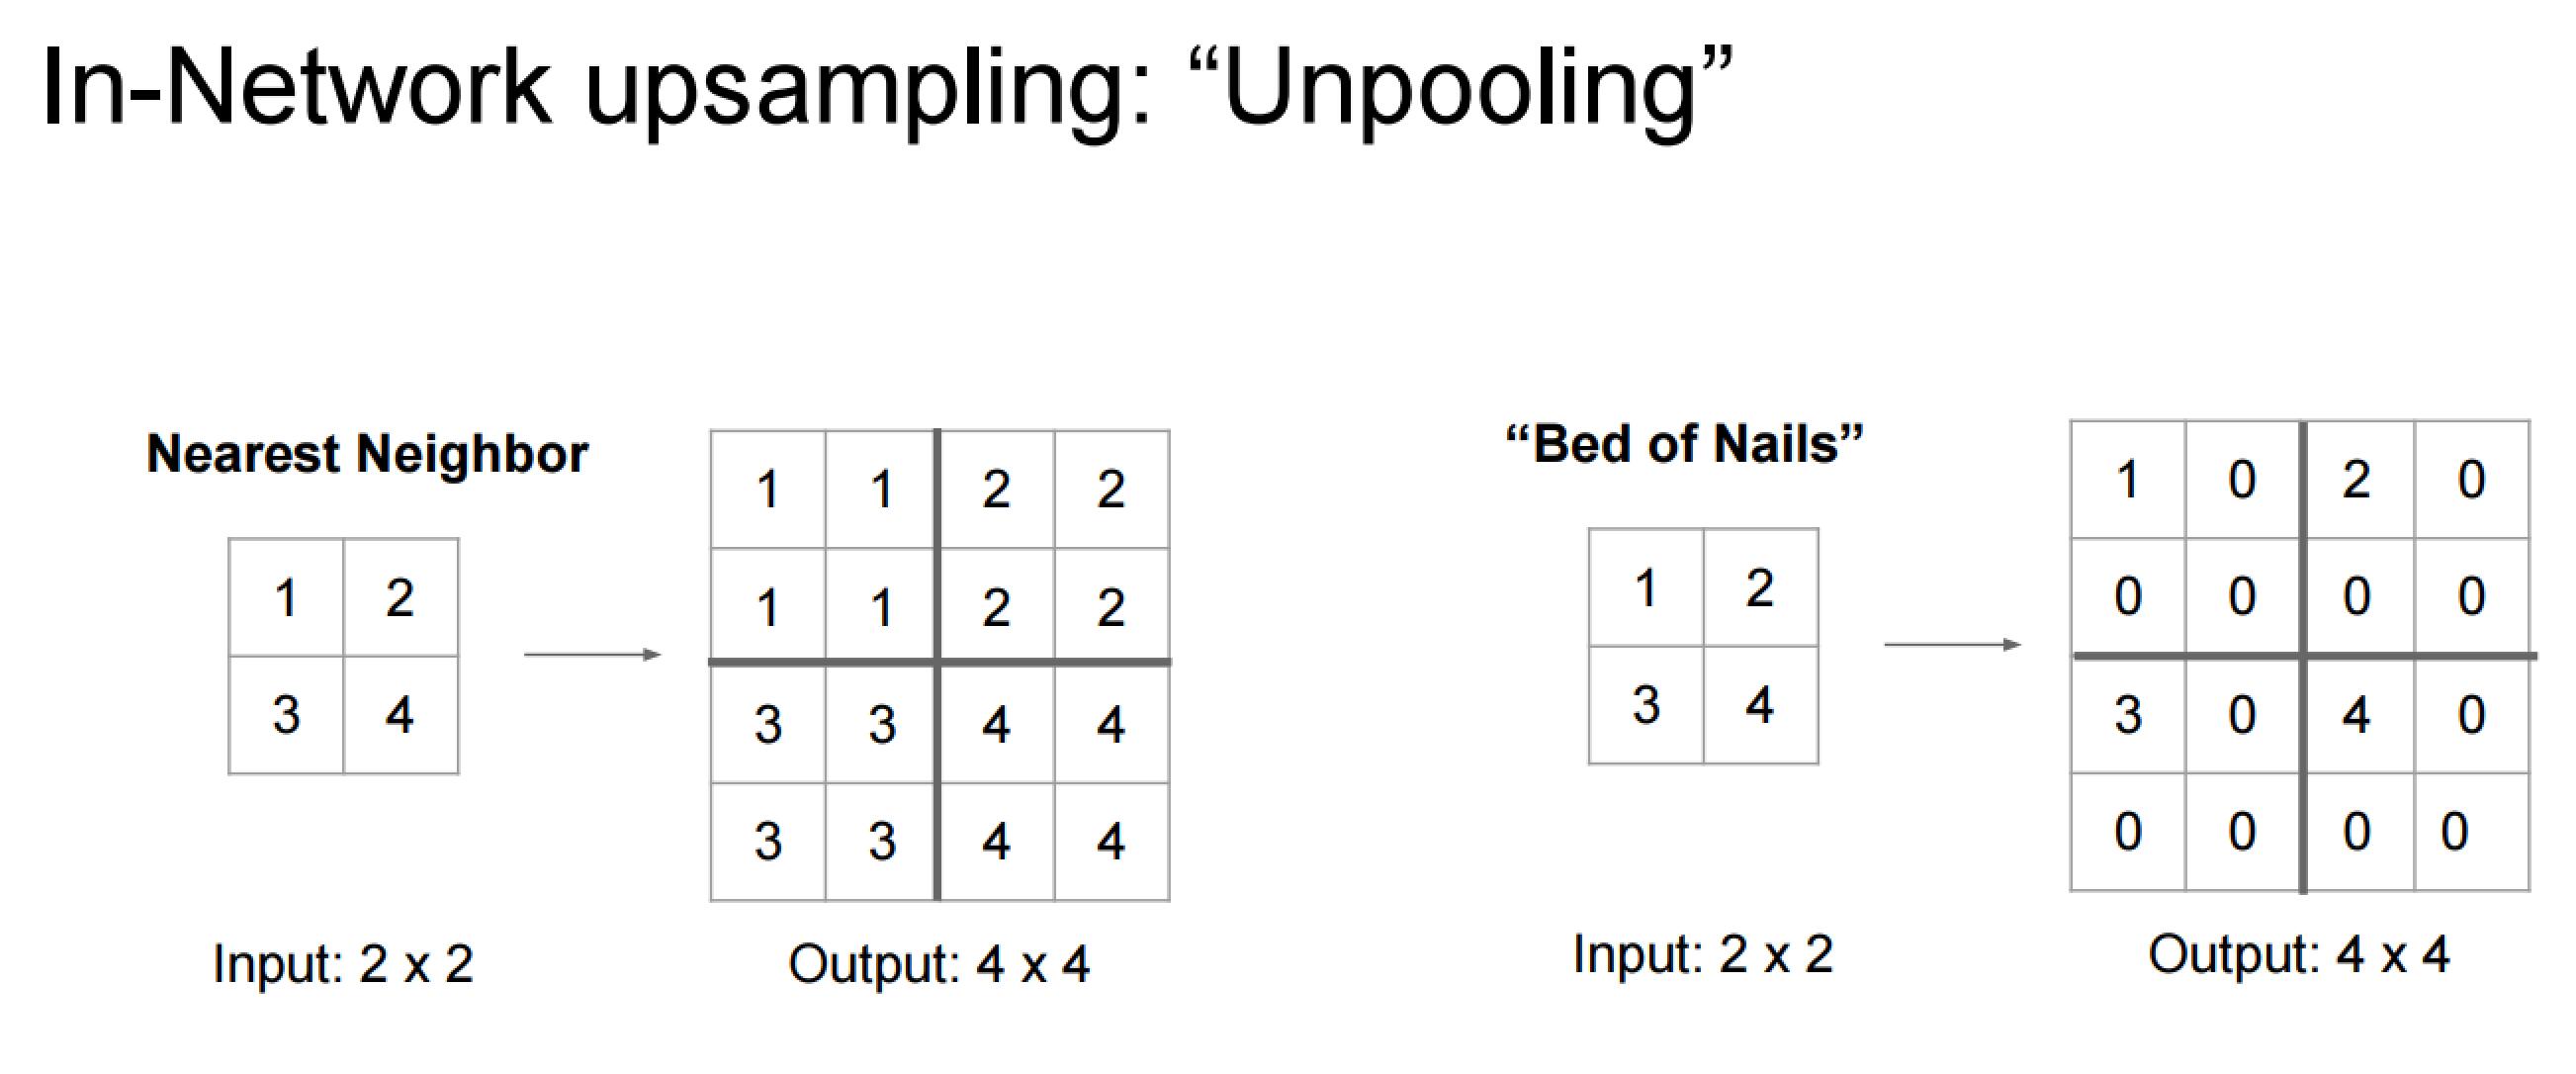 In-Network upsampling: “Unpooling”
Nearest Neighbor
1 2
3 4
Input: 2 x 2
1 1 2 2
1 1 2 2
3 3 4 4
3 3 4 4
Output: 4 x 4
“Bed of Nails”
1 2
3 4
Input: 2 x 2
1 0 2 0
0 0 0 0
3 0 4 0
0 0 0 0
Output: 4 x 4